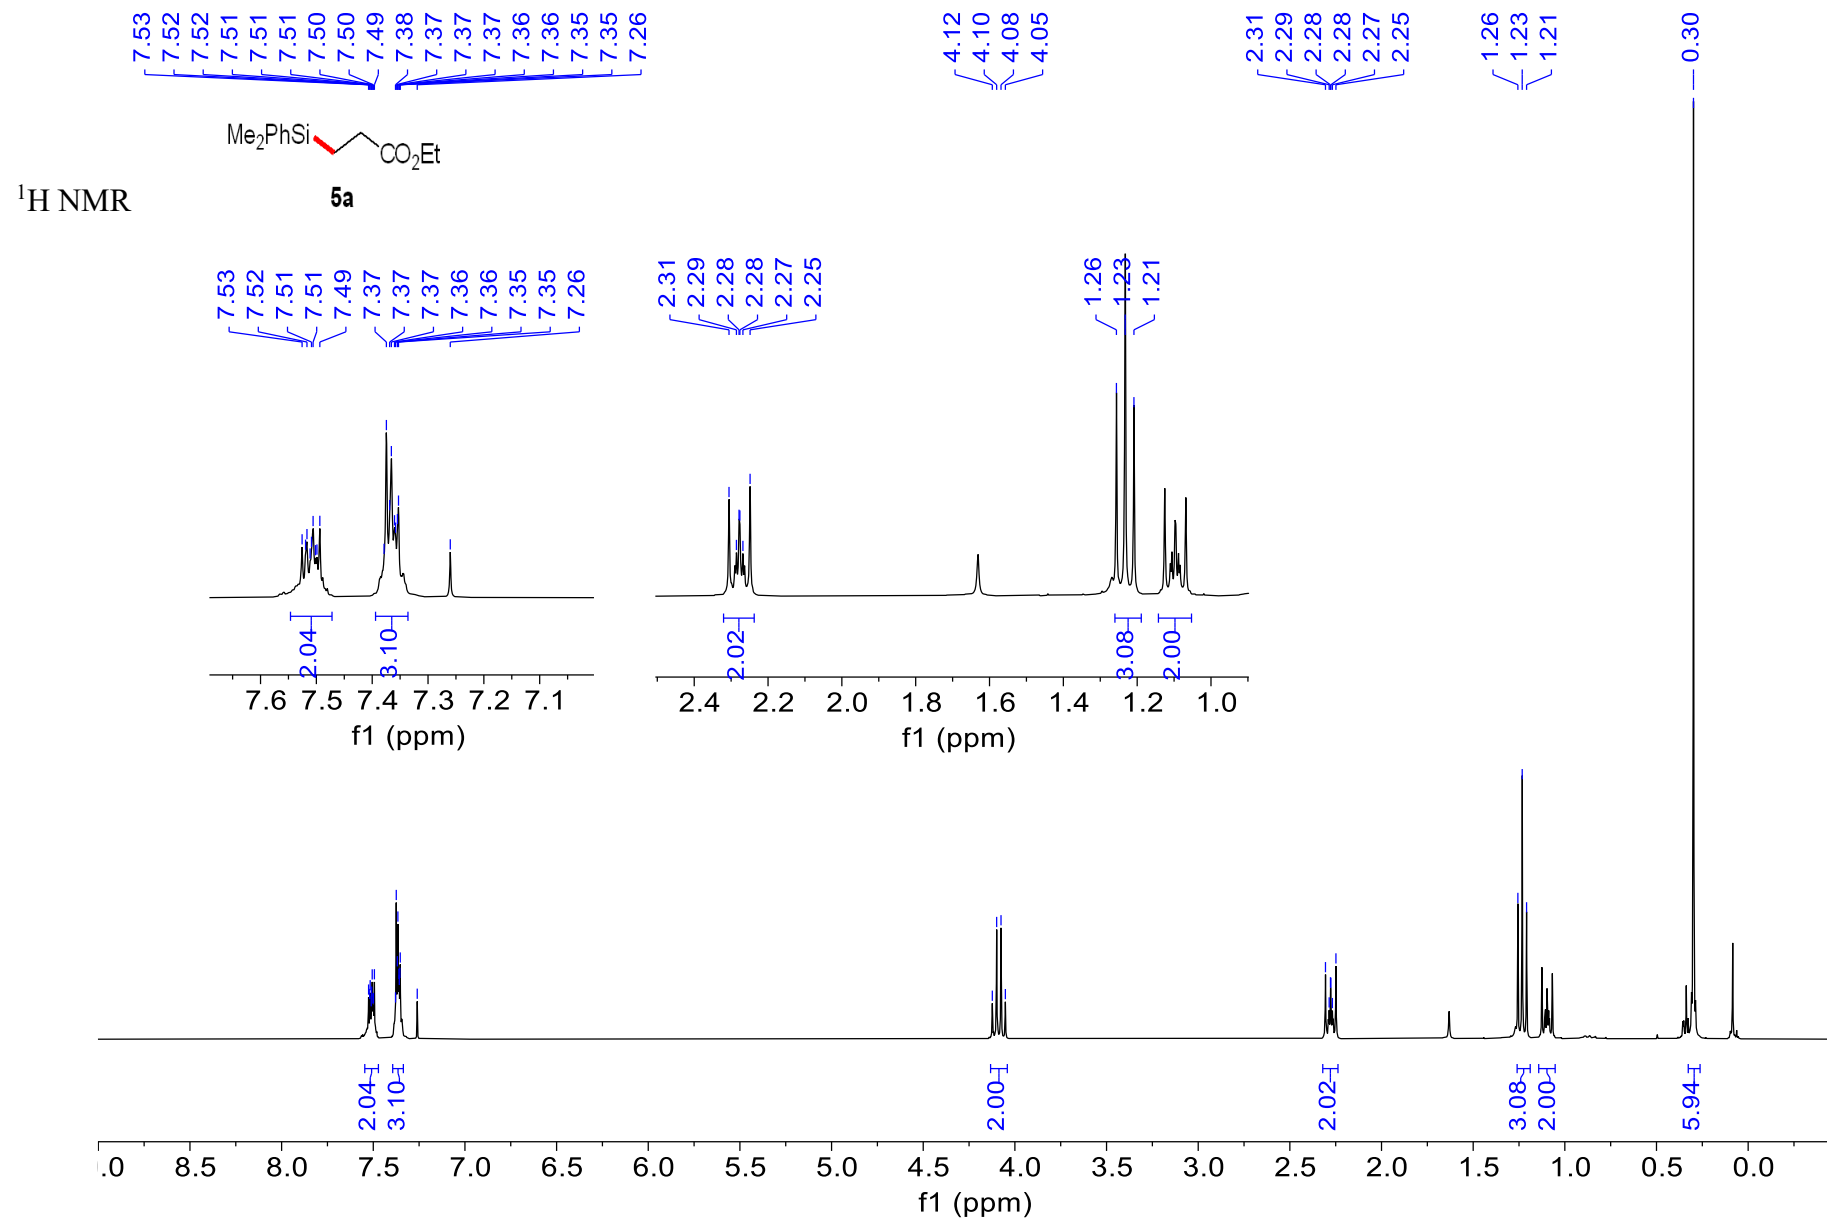 7.53 7.52 7.52 7.51 7.51 7.51 7.50 7.50 7.49 7.38 7.37 7.37 7.37 7.36 7.36 7.35 7.35 7.26 4.12 4.10 4.08 4.05 2.31 2.29 2.28 2.28 2.27 2.25 1.26 1.23 1.21 0.30
Me2PhSi
CO2Et
5a
1H NMR
7.53 7.52 7.51 7.51 7.49 7.37 7.37 7.37 7.36 7.36 7.35 7.35 7.26
2.31 2.29 2.28 2.28 2.27 2.25 1.26 1.23 1.21
2.04 3.10
7.6 7.5 7.4 7.3 7.2 7.1
f1 (ppm)
2.02 3.08 2.00
2.4 2.2 2.0 1.8 1.6 1.4 1.2 1.0
f1 (ppm)
2.04 3.10 2.00 2.02 3.08 2.00 5.94
.0 8.5 8.0 7.5 7.0 6.5 6.0 5.5 5.0 4.5 4.0 3.5 3.0 2.5 2.0 1.5 1.0 0.5 0.0
f1 (ppm)